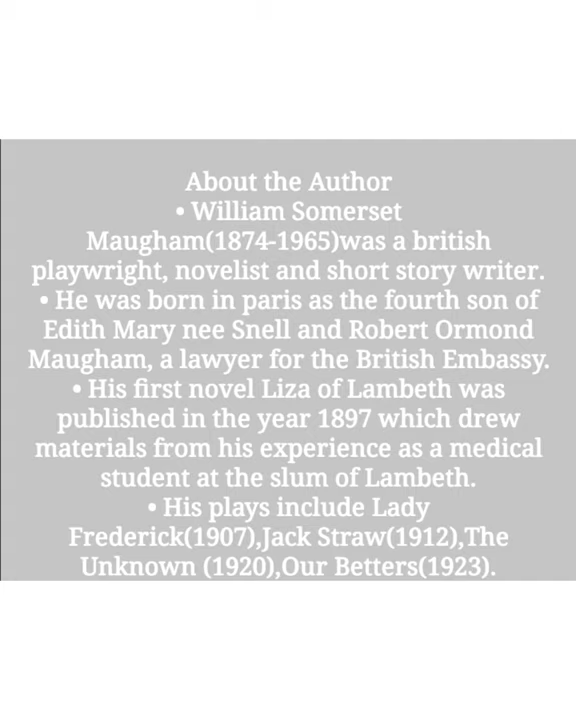 About the Author
• William Somerset
Maugham(1874-1965)was a british
playwright, novelist and short story writer.
• He was born in paris as the fourth son of
Edith Mary nee Snell and Robert Ormond
Maugham, a lawyer for the British Embassy.
• His first novel Liza of Lambeth was
published in the year 1897 which drew
materials from his experience as a medical
student at the slum of Lambeth.
• His plays include Lady
Frederick(1907),Jack Straw(1912),The
Unknown (1920),Our Betters(1923).